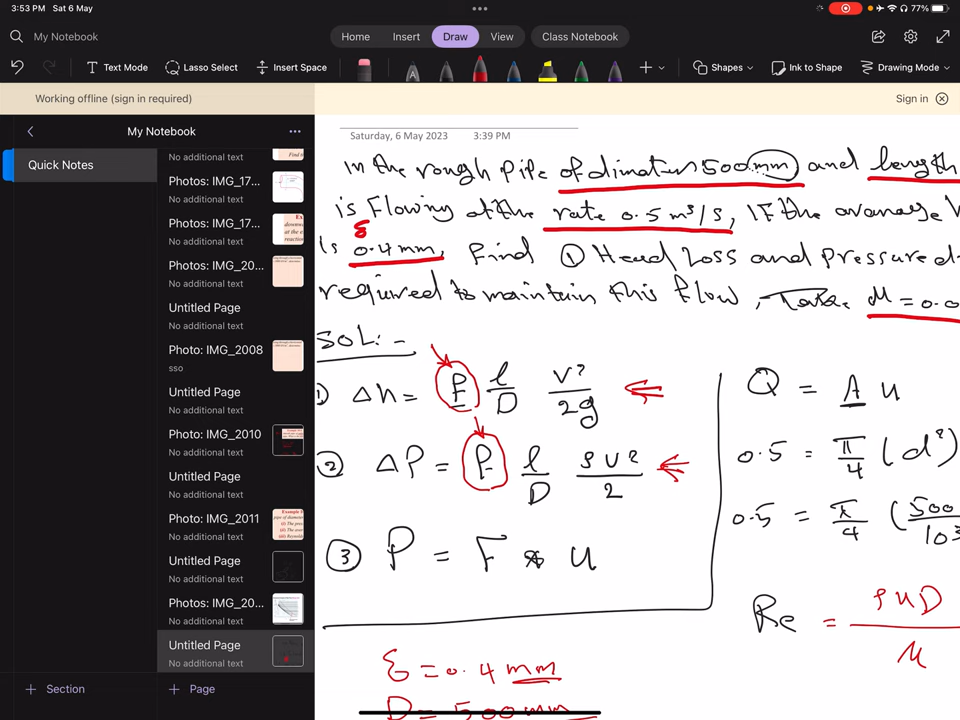 3:53 PM Sat 6 May
77%
My Notebook
Home Insert Draw View Class Notebook
Text Mode Lasso Select Insert Space Shapes Ink to Shape Drawing Mode
Working offline (sign in required) Sign in
My Notebook
Quick Notes
No additional text
Photos: IMG_17...
No additional text
Photos: IMG_17...
No additional text
Photos: IMG_20...
No additional text
Untitled Page
No additional text
Photo: IMG_2008
sso
Untitled Page
No additional text
Photo: IMG_2010
No additional text
Untitled Page
No additional text
Photo: IMG_2011
No additional text
Untitled Page
No additional text
Photos: IMG_20...
No additional text
Untitled Page
No additional text
Section
Page
Saturday, 6 May 2023 3:39 PM
In the rough pipe of dimater 500mm and length
is flowing at the rate 0.5 m³/s, IF the avarage
ε
is 0.4 mm, Find ① Head Loss and pressure d
required to maintain this flow, Take M = 0.0
SOL:-
① Δh = f l/D V²/2g
② ΔP = f l/D ρV²/2
③ P = F * u
Q = A u
0.5 = π/4 (d²)
0.5 = π/4 (500/10³
Re = ρuD/M
ε = 0.4 mm
D = 500mm